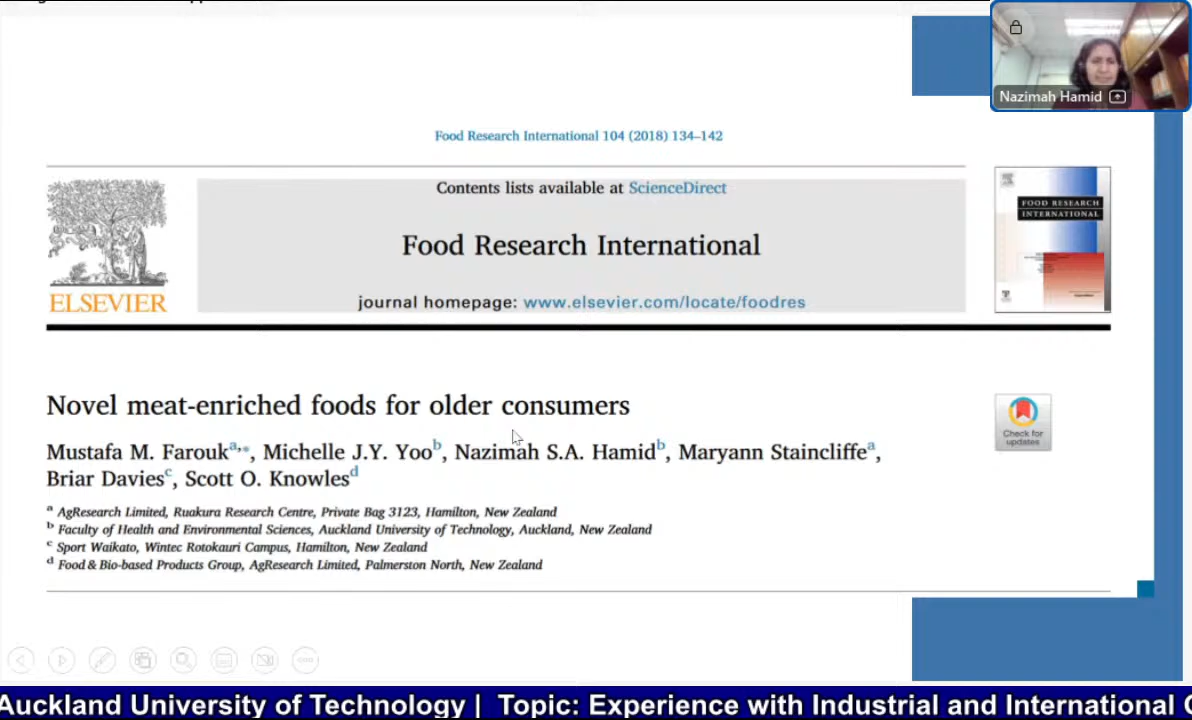 Nazimah Hamid
Food Research International 104 (2018) 134–142
Contents lists available at ScienceDirect
Food Research International
journal homepage: www.elsevier.com/locate/foodres
ELSEVIER
FOOD RESEARCH
INTERNATIONAL
Novel meat-enriched foods for older consumers
Check for
updates
Mustafa M. Farouk a,*, Michelle J.Y. Yoo b, Nazimah S.A. Hamid b, Maryann Staincliffe a,
Briar Davies c, Scott O. Knowles d
a AgResearch Limited, Ruakura Research Centre, Private Bag 3123, Hamilton, New Zealand
b Faculty of Health and Environmental Sciences, Auckland University of Technology, Auckland, New Zealand
c Sport Waikato, Wintec Rotokauri Campus, Hamilton, New Zealand
d Food & Bio-based Products Group, AgResearch Limited, Palmerston North, New Zealand
Auckland University of Technology | Topic: Experience with Industrial and International